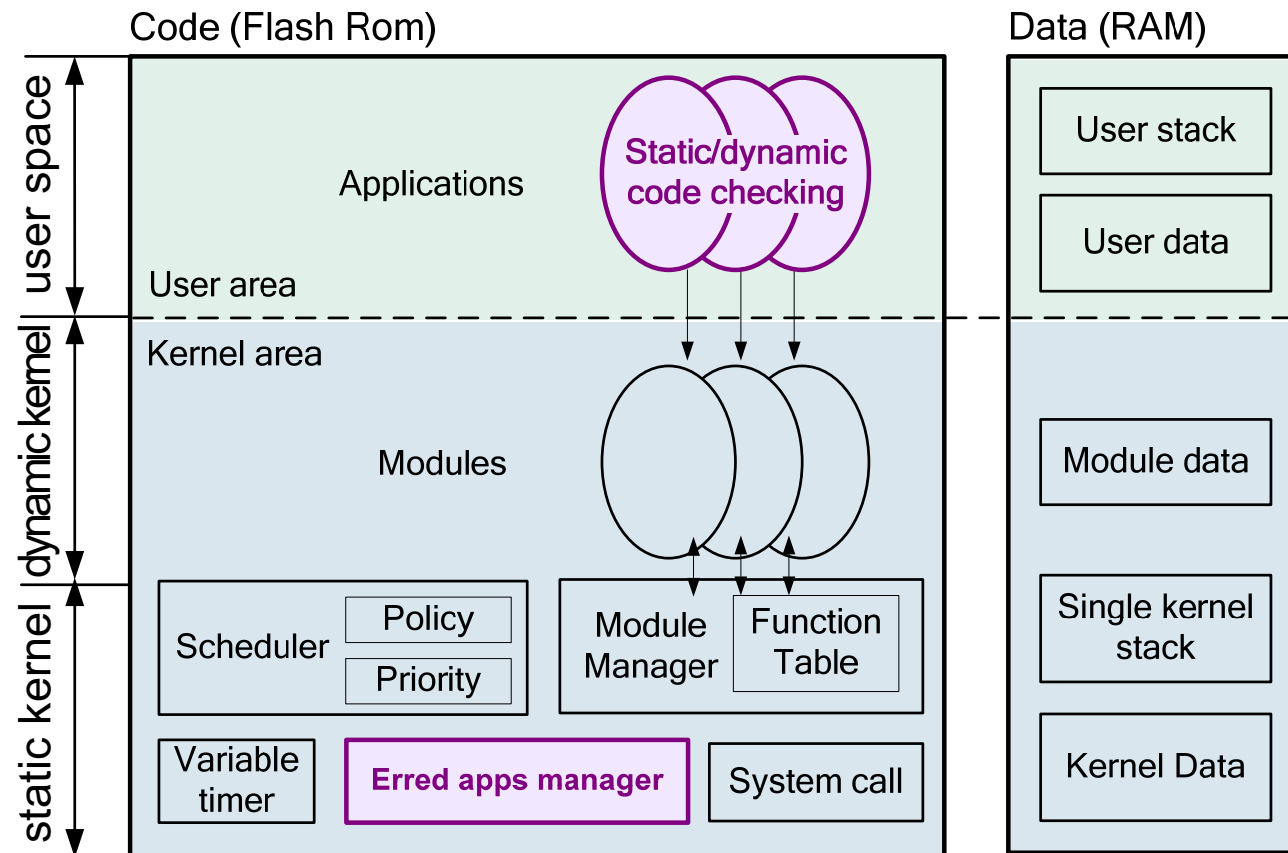 Code (Flash Rom)
Data (RAM)
user space
Applications
Static/dynamic
code checking
User area
User stack
User data
dynamic kernel
Kernel area
Modules
Module data
static kernel
Scheduler
Policy
Priority
Module
Manager
Function
Table
Single kernel
stack
Variable
timer
Erred apps manager
System call
Kernel Data